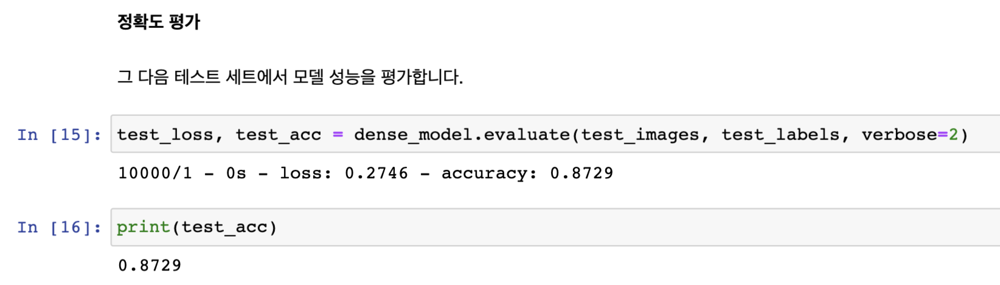 정확도 평가
그 다음 테스트 세트에서 모델 성능을 평가합니다.
In [15]: test_loss, test_acc = dense_model.evaluate(test_images, test_labels, verbose=2)
10000/1 - 0s - loss: 0.2746 - accuracy: 0.8729
In [16]: print(test_acc)
0.8729